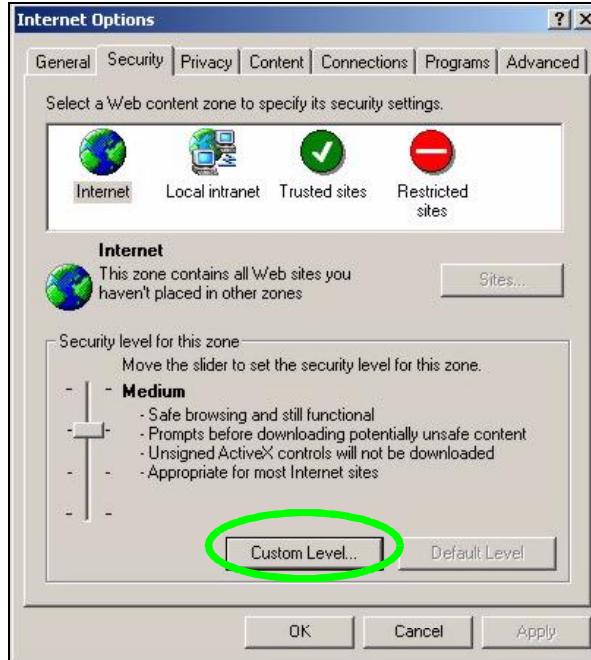 Internet Options
General Security Privacy Content Connections Programs Advanced
Select a Web content zone to specify its security settings.
Internet Local intranet Trusted sites Restricted
sites
Internet
This zone contains all Web sites you
haven't placed in other zones
Sites...
Security level for this zone
Move the slider to set the security level for this zone.
Medium
- Safe browsing and still functional
- Prompts before downloading potentially unsafe content
- Unsigned ActiveX controls will not be downloaded
- Appropriate for most Internet sites
Custom Level... Default Level
OK Cancel Apply